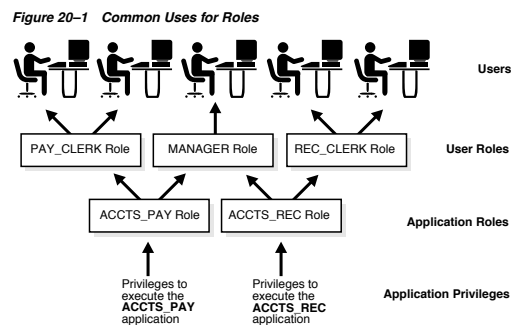 Figure 20–1 Common Uses for Roles
Users
PAY_CLERK Role
MANAGER Role
REC_CLERK Role
User Roles
ACCTS_PAY Role
ACCTS_REC Role
Application Roles
Privileges to
execute the
ACCTS_PAY
application
Privileges to
execute the
ACCTS_REC
application
Application Privileges